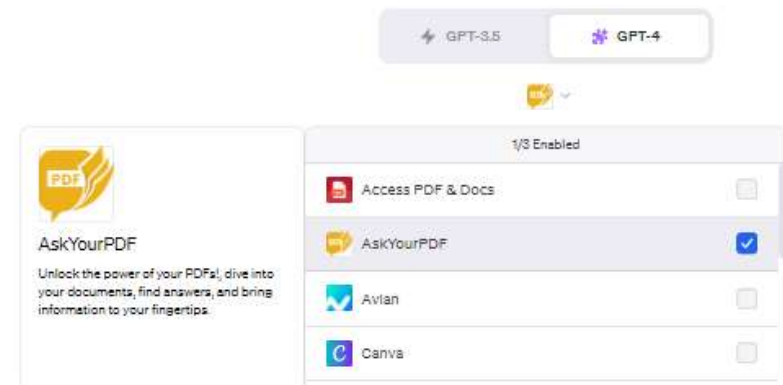 GPT-3.5
GPT-4
1/3 Enabled
PDF
Access PDF & Docs
AskYourPDF
AskYourPDF
Unlock the power of your PDFs!, dive into
your documents, find answers, and bring
information to your fingertips.
Avian
Canva